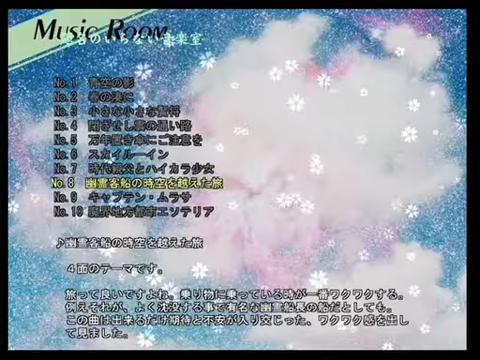 Music Room
No.1 青空の影
No.2 春の湊に
No.3 小さな小さな賢将
No.4 閉ざせし雲の通い路
No.5 万年置き傘にご注意を
No.6 スカイルーイン
No.7 時代親父とハイカラ少女
No.8 幽霊客船の時空を越えた旅
No.9 キャプテン・ムラサ
No.10 魔界地方都市エソテリア
♪幽霊客船の時空を越えた旅
４面のテーマです。
旅って良いですよね、乗り物に乗っている時が一番ワクワクする。
例えそれが、よく沈没する事で有名な幽霊船長の船だとしても。
この曲は出来るだけ期待と不安が入り交じった、ワクワク感を出し
て見ました。